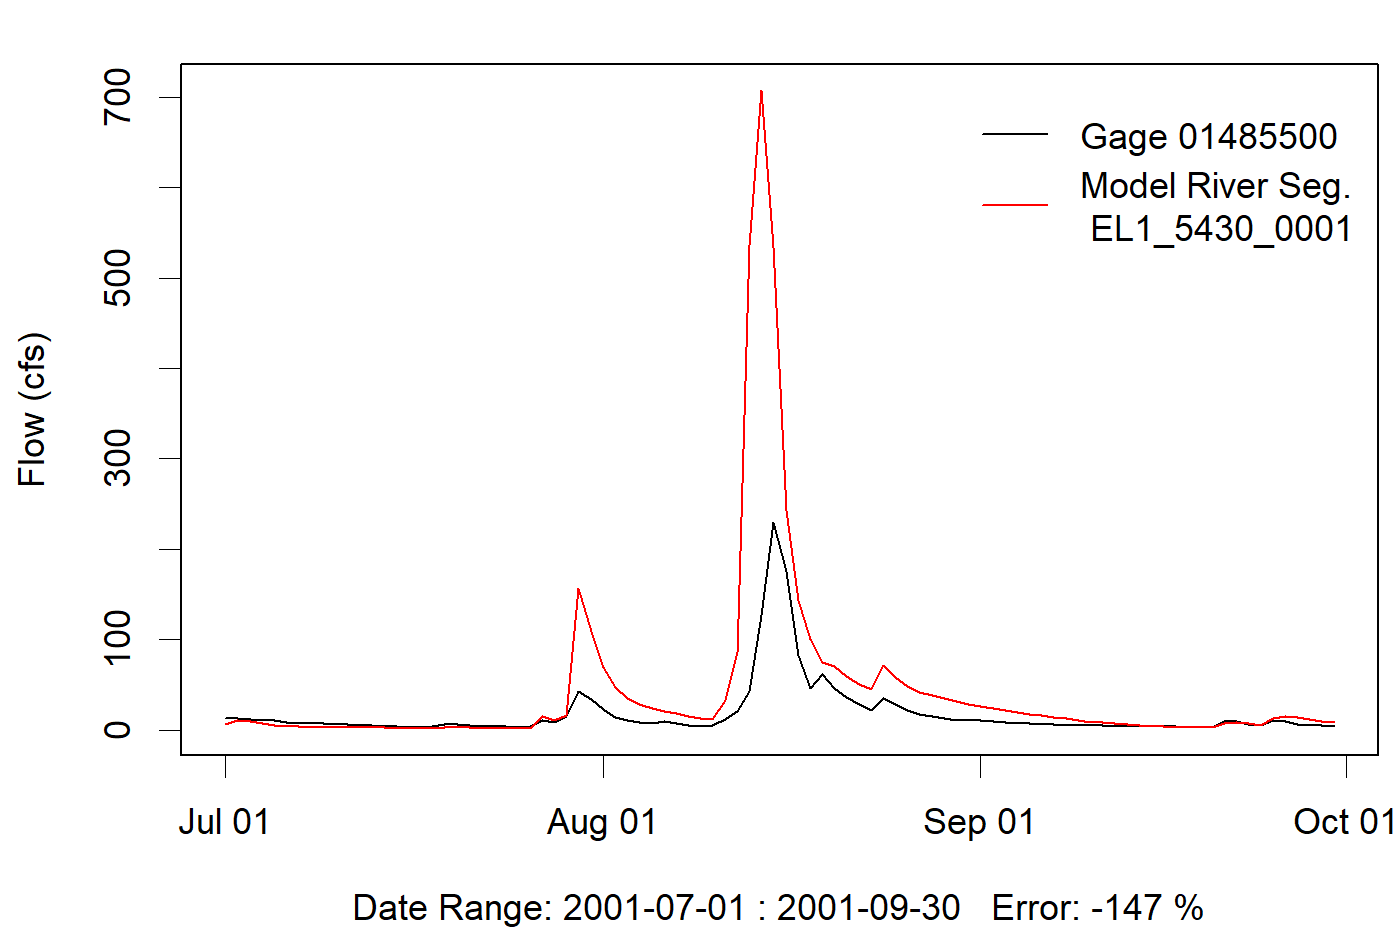 Flow (cfs)
700
500
300
100
0
Gage 01485500
Model River Seg.
EL1_5430_0001
Jul 01
Aug 01
Sep 01
Oct 01
Date Range: 2001-07-01 : 2001-09-30   Error: -147 %